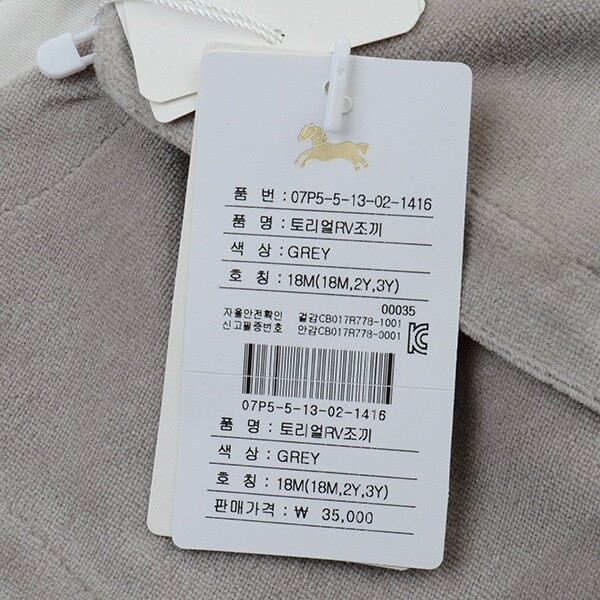 품 번 : 07P5-5-13-02-1416
품 명 : 토리얼RV조끼
색 상 : GREY
호 칭 : 18M(18M,2Y,3Y)
00035
자율안전확인 겉감CB017R778-1001
신고필증번호 안감CB017R778-0001
07P5-5-13-02-1416
품 명 : 토리얼RV조끼
색 상 : GREY
호 칭 : 18M(18M,2Y,3Y)
판매가격 : ₩ 35,000